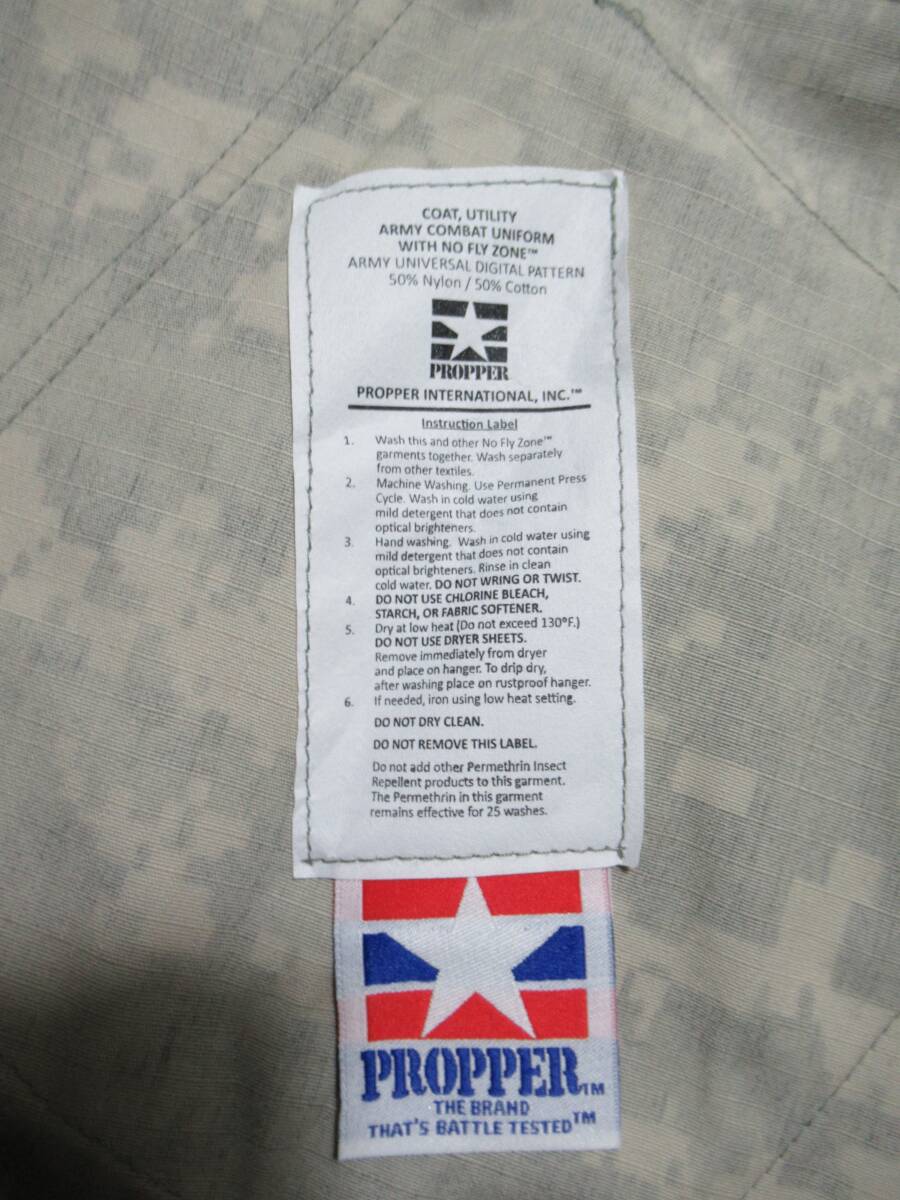 COAT, UTILITY
ARMY COMBAT UNIFORM
WITH NO FLY ZONE™
ARMY UNIVERSAL DIGITAL PATTERN
50% Nylon / 50% Cotton
PROPPER
PROPPER INTERNATIONAL, INC.™
Instruction Label
1. Wash this and other No Fly Zone™
garments together. Wash separately
from other textiles.
2. Machine Washing. Use Permanent Press
Cycle. Wash in cold water using
mild detergent that does not contain
optical brighteners.
3. Hand washing. Wash in cold water using
mild detergent that does not contain
optical brighteners. Rinse in clean
cold water. DO NOT WRING OR TWIST.
4. DO NOT USE CHLORINE BLEACH,
STARCH, OR FABRIC SOFTENER.
5. Dry at low heat (Do not exceed 130°F.)
DO NOT USE DRYER SHEETS.
Remove immediately from dryer
and place on hanger. To drip dry,
after washing place on rustproof hanger.
6. If needed, iron using low heat setting.
DO NOT DRY CLEAN.
DO NOT REMOVE THIS LABEL.
Do not add other Permethrin Insect
Repellent products to this garment.
The Permethrin in this garment
remains effective for 25 washes.
PROPPER™
THE BRAND
THAT'S BATTLE TESTED™